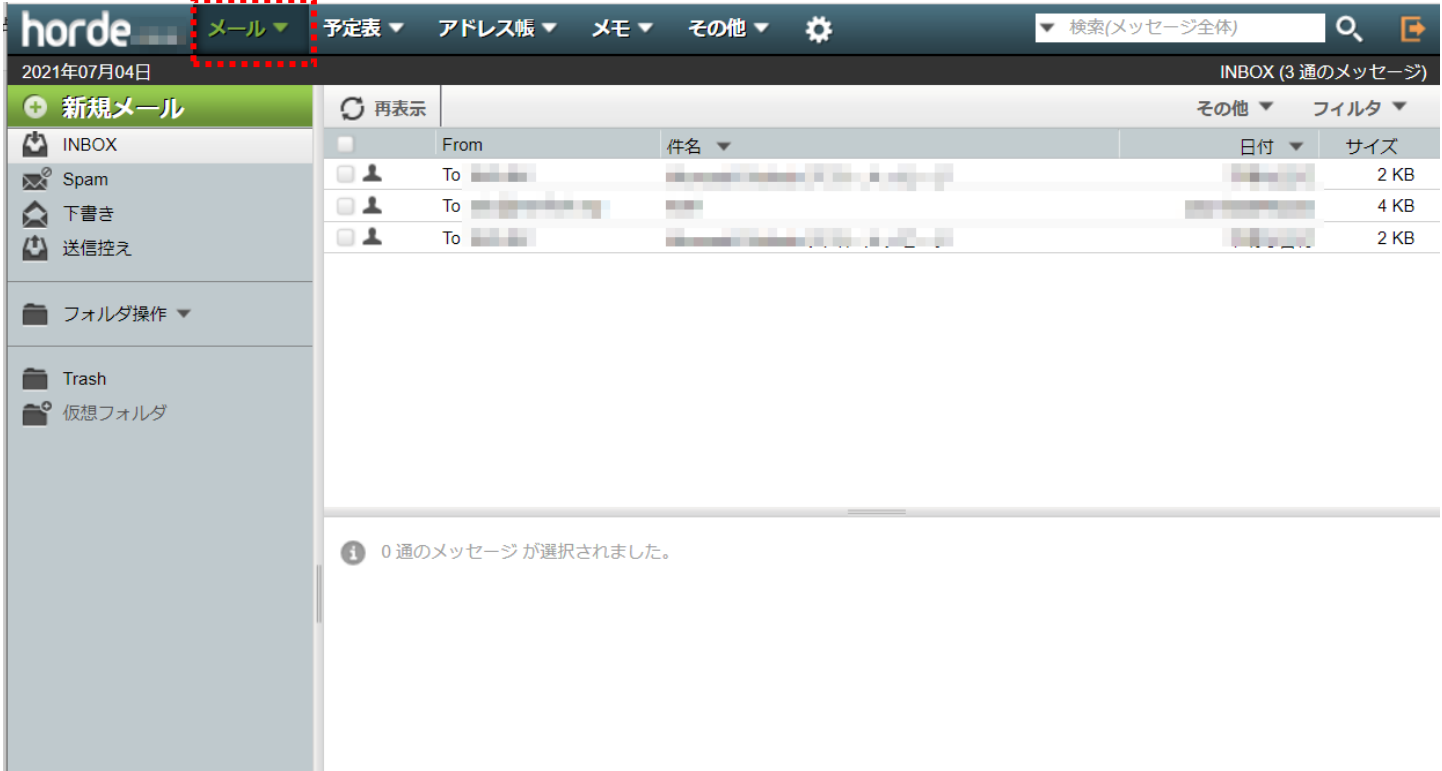 horde メール 予定表 アドレス帳 メモ その他 検索(メッセージ全体)
2021年07月04日 INBOX (3 通のメッセージ)
新規メール 再表示 その他 フィルタ
INBOX From 件名 日付 サイズ
Spam To 2 KB
下書き To 4 KB
送信控え To 2 KB
フォルダ操作
Trash
仮想フォルダ
0 通のメッセージ が選択されました。